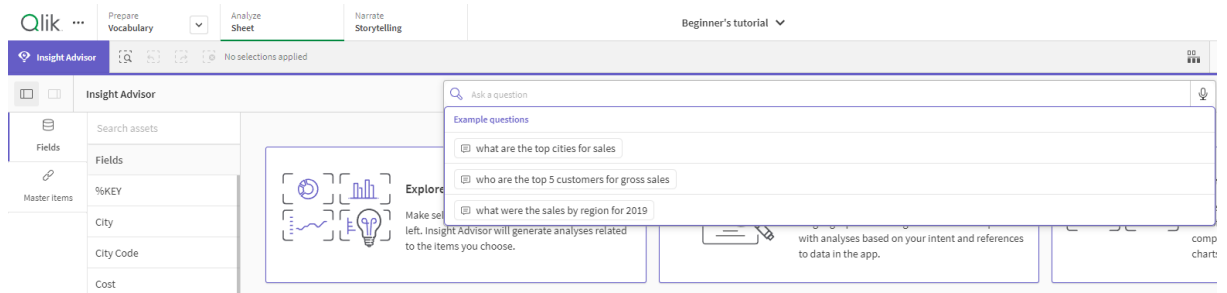 Qlik
Prepare
Vocabulary
Analyze
Sheet
Narrate
Storytelling
Beginner's tutorial
Insight Advisor
No selections applied
Insight Advisor
Ask a question
Example questions
what are the top cities for sales
who are the top 5 customers for gross sales
what were the sales by region for 2019
Fields
Master items
Search assets
Fields
%KEY
City
City Code
Cost
Explore
left. Insight Advisor will generate analyses related
to the items you choose.
with analyses based on your intent and references
to data in the app.